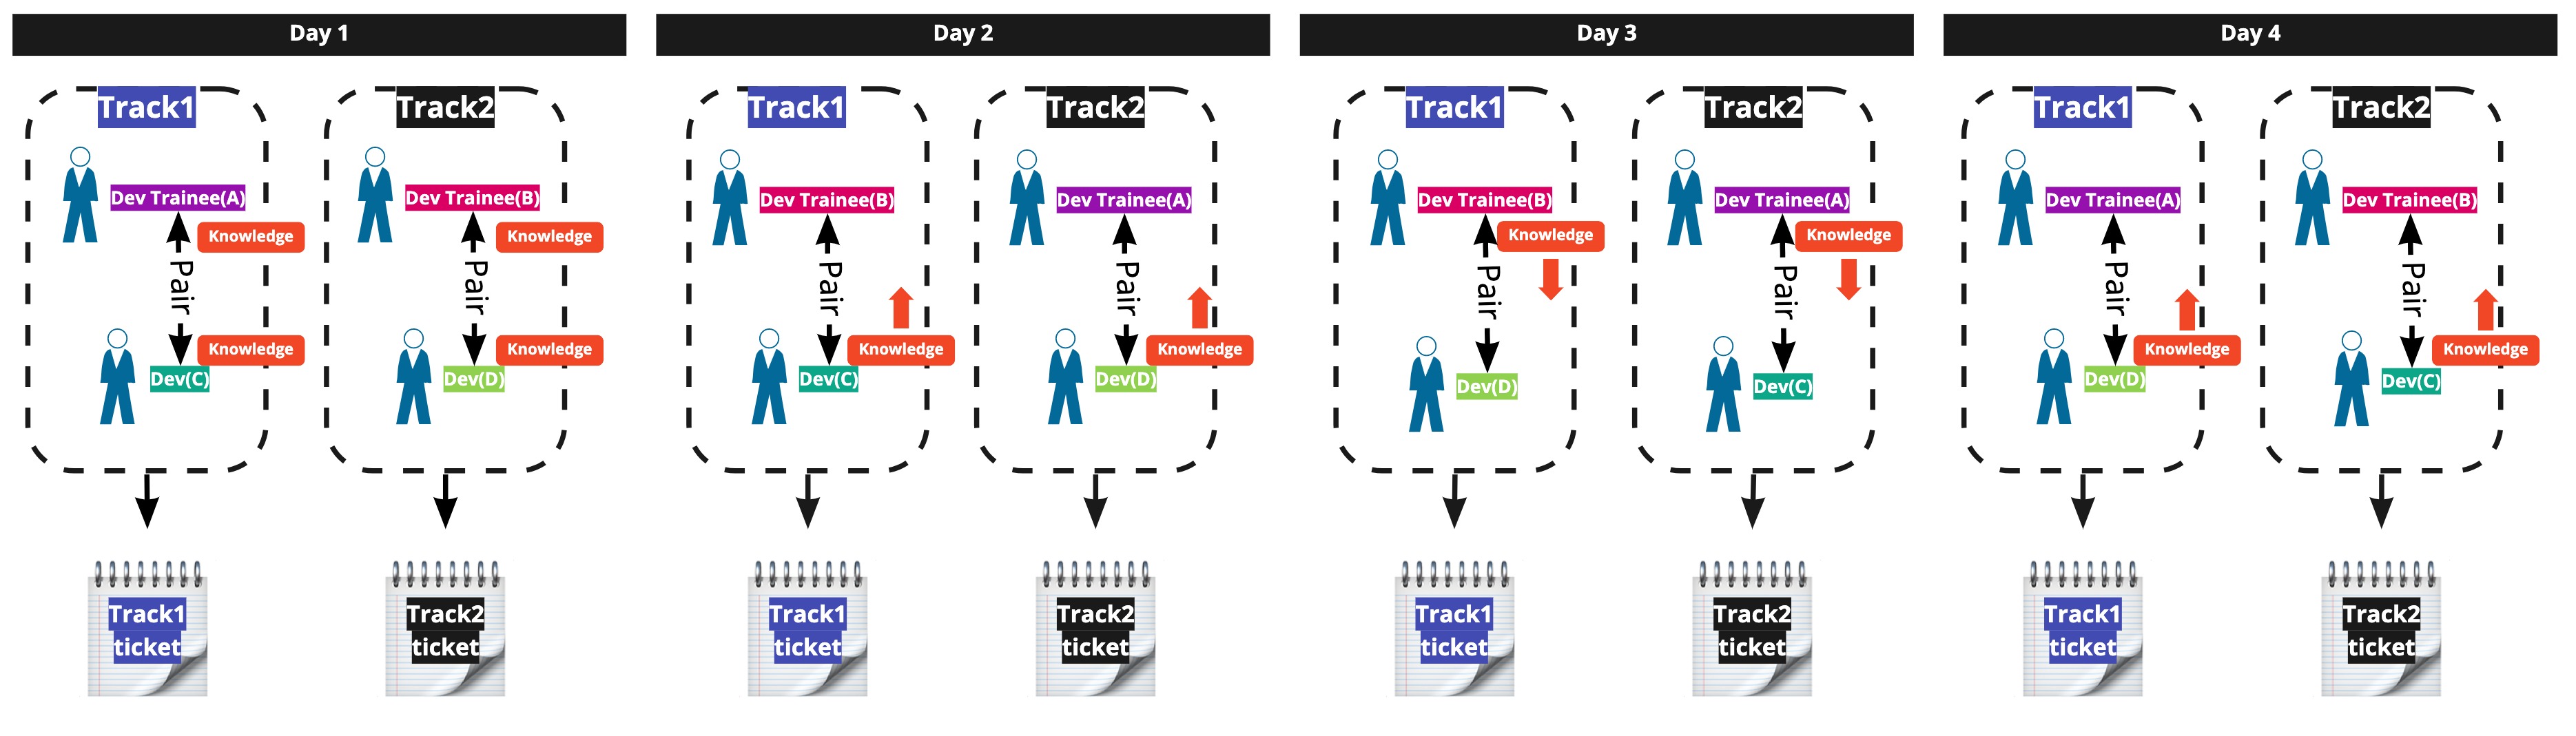 Day 1
Track1
Dev Trainee(A)
Knowledge
Pair
Knowledge
Dev(C)
Track1
ticket
Track2
Dev Trainee(B)
Knowledge
Pair
Knowledge
Dev(D)
Track2
ticket
Day 2
Track1
Dev Trainee(B)
Pair
Knowledge
Dev(C)
Track1
ticket
Track2
Dev Trainee(A)
Pair
Knowledge
Dev(D)
Track2
ticket
Day 3
Track1
Dev Trainee(B)
Knowledge
Pair
Dev(D)
Track1
ticket
Track2
Dev Trainee(A)
Knowledge
Pair
Dev(C)
Track2
ticket
Day 4
Track1
Dev Trainee(A)
Pair
Knowledge
Dev(D)
Track1
ticket
Track2
Dev Trainee(B)
Pair
Knowledge
Dev(C)
Track2
ticket